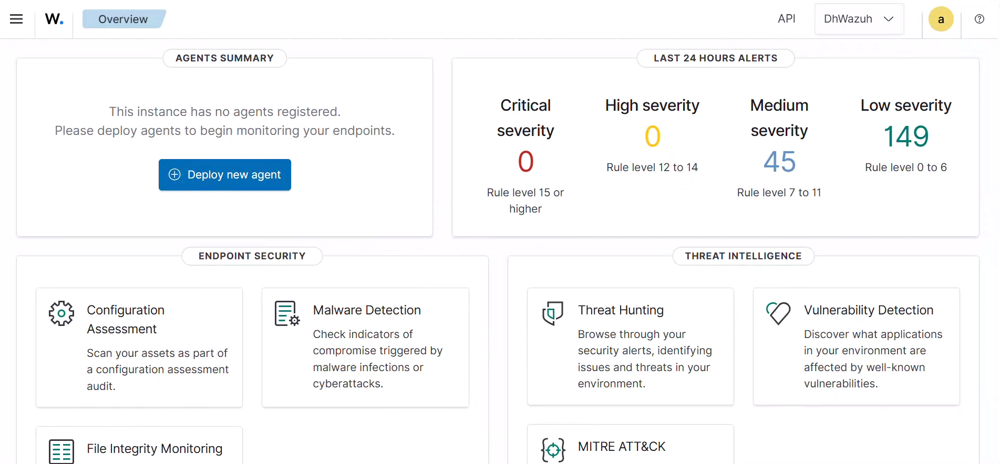 W.
Overview
API
DhWazuh
a
AGENTS SUMMARY
This instance has no agents registered.
Please deploy agents to begin monitoring your endpoints.
Deploy new agent
LAST 24 HOURS ALERTS
Critical
severity
0
Rule level 15 or
higher
High severity
0
Rule level 12 to 14
Medium
severity
45
Rule level 7 to 11
Low severity
149
Rule level 0 to 6
ENDPOINT SECURITY
Configuration
Assessment
Scan your assets as part of
a configuration assessment
audit.
Malware Detection
Check indicators of
compromise triggered by
malware infections or
cyberattacks.
File Integrity Monitoring
THREAT INTELLIGENCE
Threat Hunting
Browse through your
security alerts, identifying
issues and threats in your
environment.
Vulnerability Detection
Discover what applications
in your environment are
affected by well-known
vulnerabilities.
MITRE ATT&CK